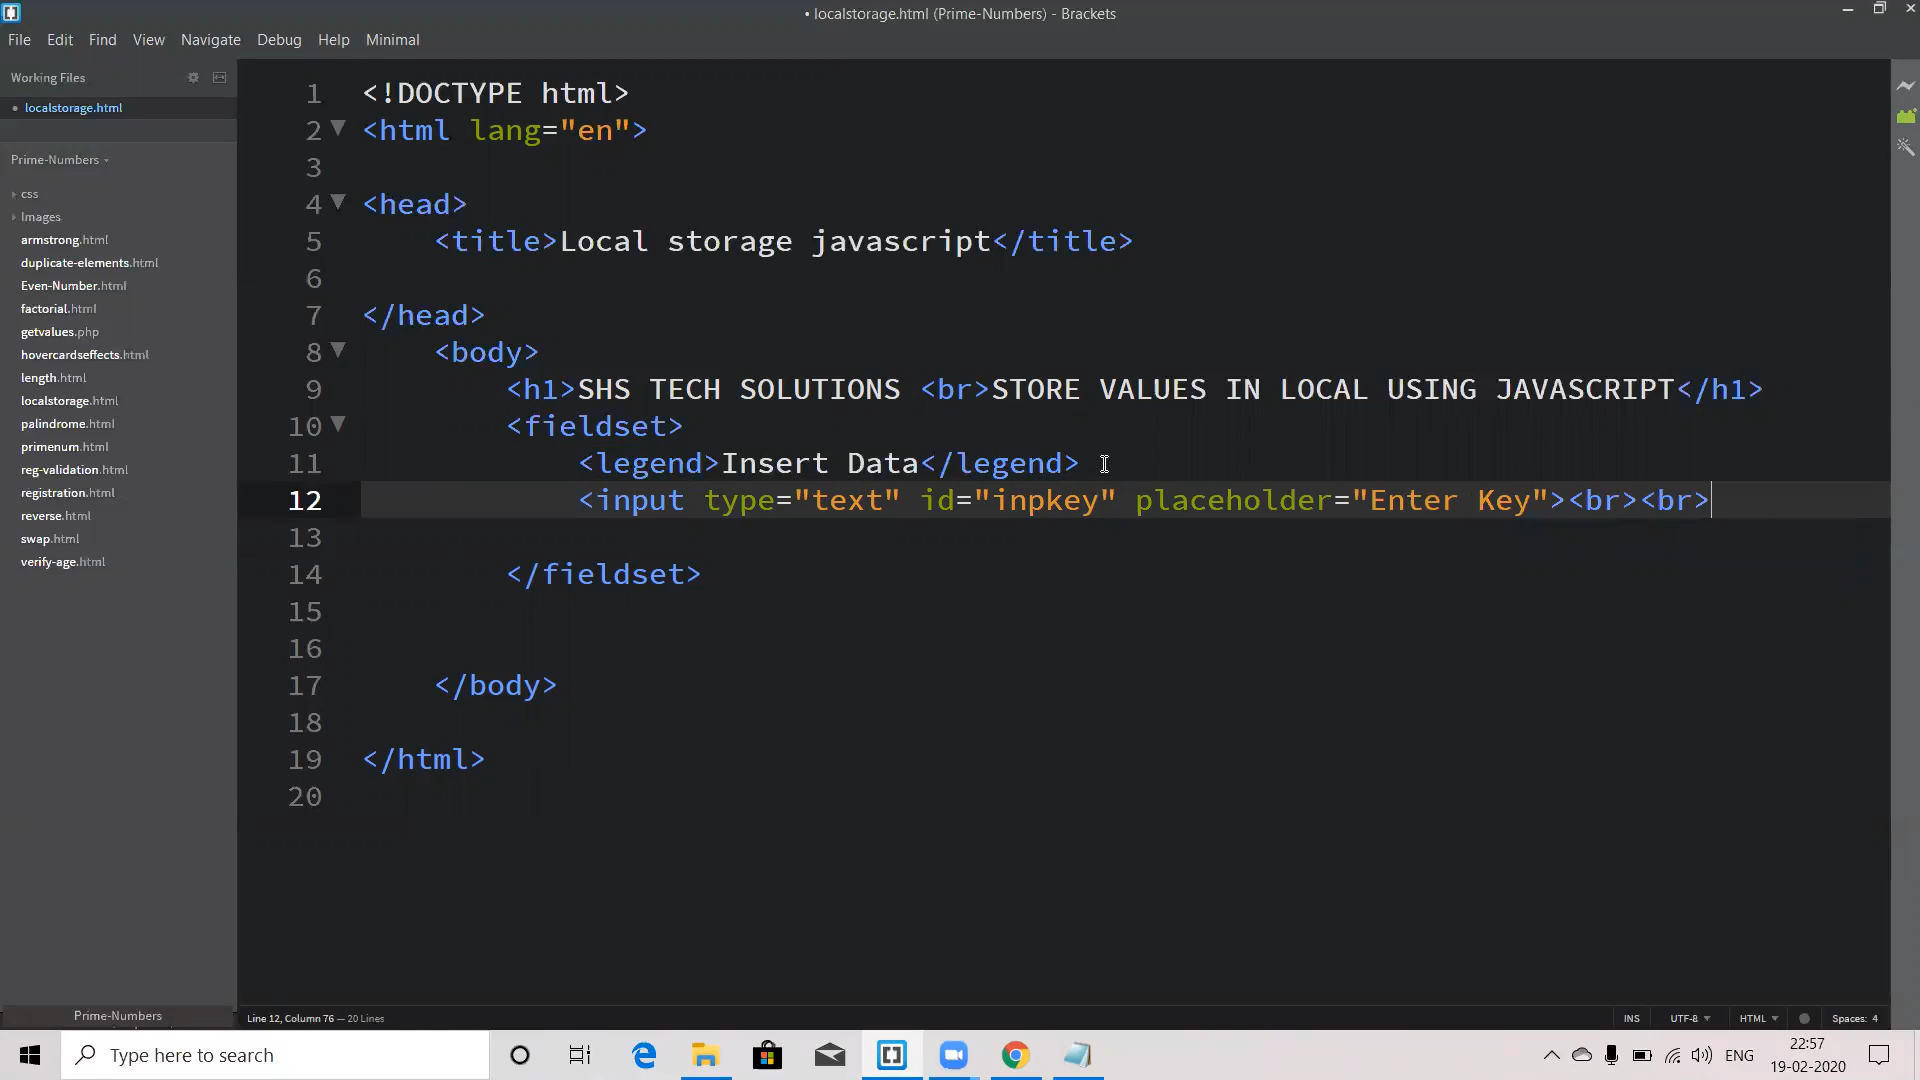 • localstorage.html (Prime-Numbers) - Brackets
File Edit Find View Navigate Debug Help Minimal
Working Files
• localstorage.html
Prime-Numbers
css
Images
armstrong.html
duplicate-elements.html
Even-Number.html
factorial.html
getvalues.php
hovercardseffects.html
length.html
localstorage.html
palindrome.html
primenum.html
reg-validation.html
registration.html
reverse.html
swap.html
verify-age.html
Prime-Numbers
1 <!DOCTYPE html>
2 <html lang="en">
3
4 <head>
5 <title>Local storage javascript</title>
6
7 </head>
8 <body>
9 <h1>SHS TECH SOLUTIONS <br>STORE VALUES IN LOCAL USING JAVASCRIPT</h1>
10 <fieldset>
11 <legend>Insert Data</legend>
12 <input type="text" id="inpkey" placeholder="Enter Key"><br><br>
13
14 </fieldset>
15
16
17 </body>
18
19 </html>
20
Line 12, Column 76 — 20 Lines
INS UTF-8 HTML Spaces: 4
Type here to search
ENG
22:57
19-02-2020